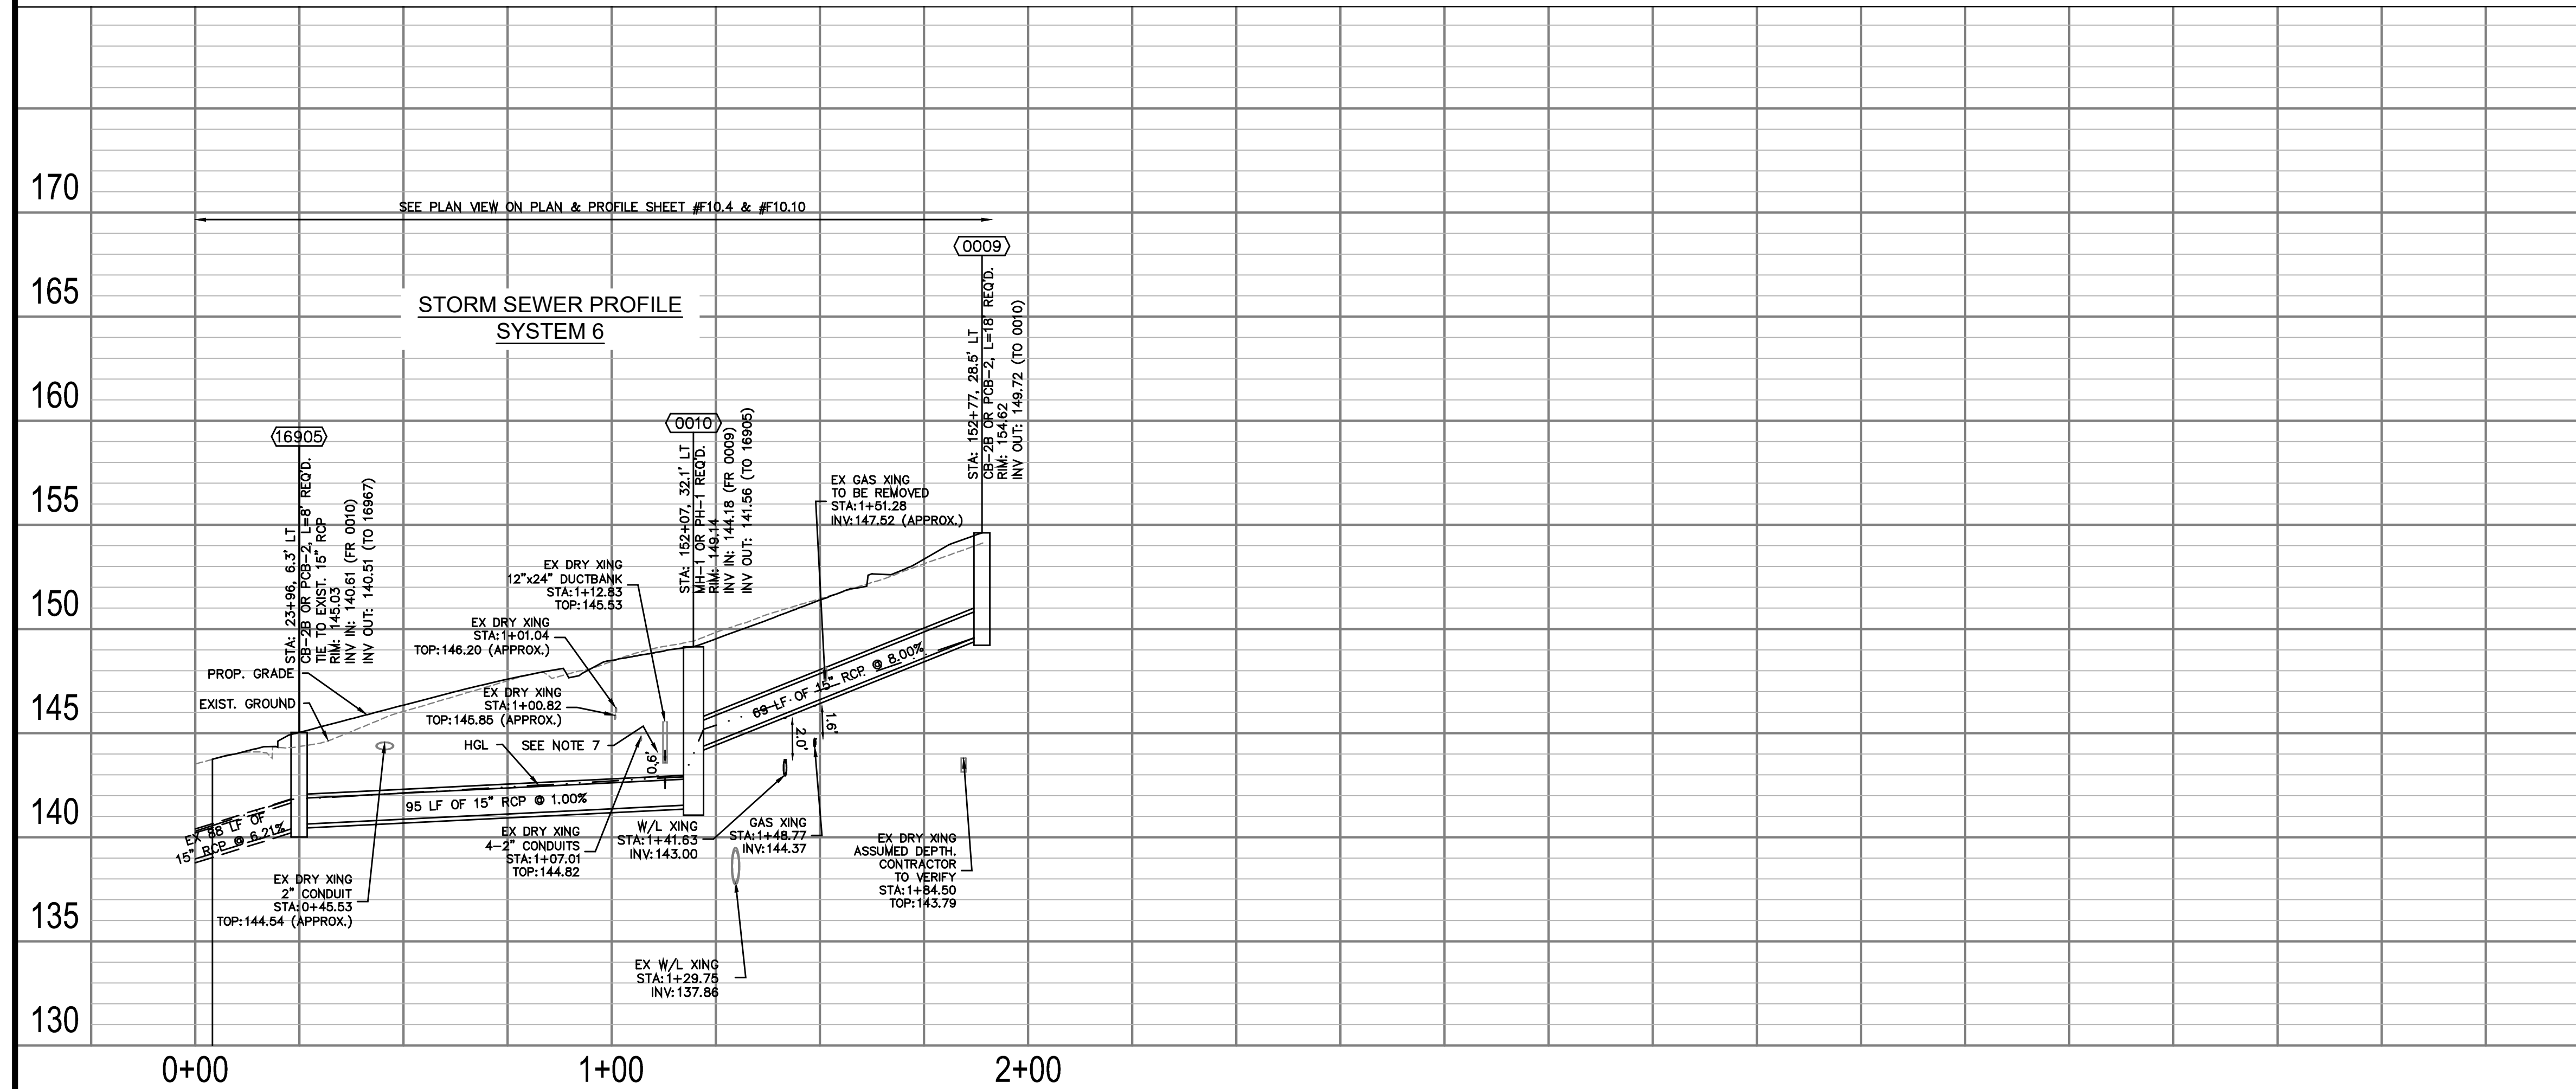 170
165
160
155
150
145
140
135
130
0+00
1+00
2+00
SEE PLAN VIEW ON PLAN & PROFILE SHEET #F10.4 & #F10.10
STORM SEWER PROFILE
SYSTEM 6
16905
STA: 23+96, 6.3' LT
CB-2B OR PCB-2, L=8' REQ'D.
TIE TO EXIST. 15" RCP
RIM: 145.03
INV IN: 140.61 (FR 0010)
INV OUT: 140.51 (TO 16967)
0010
STA: 152+07, 32.1' LT
MH-1 OR PH-1 REQ'D.
RIM: 149.14
INV IN: 144.18 (FR 0009)
INV OUT: 141.56 (TO 16905)
0009
STA: 152+77, 28.5' LT
CB-2B OR PCB-2, L=18' REQ'D.
RIM: 154.62
INV OUT: 149.72 (TO 0010)
EX GAS XING
TO BE REMOVED
STA:1+51.28
INV:147.52 (APPROX.)
EX DRY XING
12"x24" DUCTBANK
STA:1+12.83
TOP:145.53
EX DRY XING
STA:1+01.04
TOP:146.20 (APPROX.)
EX DRY XING
STA:1+00.82
TOP:145.85 (APPROX.)
PROP. GRADE
EXIST. GROUND
HGL
SEE NOTE 7
0.6'
2.0'
1.6'
69 LF OF 15" RCP @ 8.00%
95 LF OF 15" RCP @ 1.00%
EX 68 LF OF
15" RCP @ 6.21%
EX DRY XING
2" CONDUIT
STA:0+45.53
TOP:144.54 (APPROX.)
EX DRY XING
4-2" CONDUITS
STA:1+07.01
TOP:144.82
W/L XING
STA:1+41.63
INV:143.00
GAS XING
STA:1+48.77
INV:144.37
EX DRY XING
ASSUMED DEPTH.
CONTRACTOR
TO VERIFY
STA:1+84.50
TOP:143.79
EX W/L XING
STA:1+29.75
INV:137.86